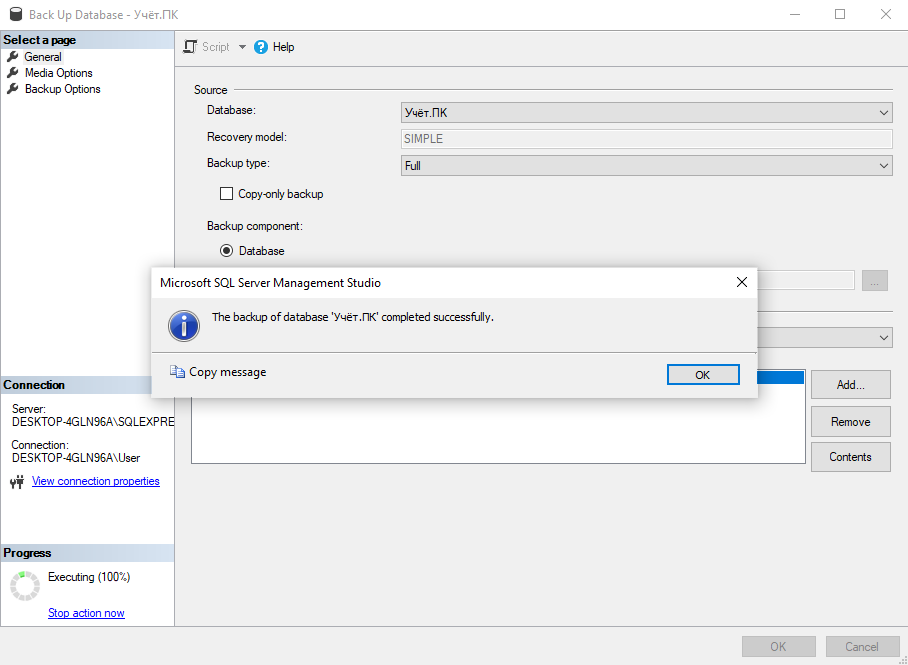 Back Up Database - Учёт.ПК
Select a page
General
Media Options
Backup Options
Script
Help
Source
Database:
Учёт.ПК
Recovery model:
SIMPLE
Backup type:
Full
Copy-only backup
Backup component:
Database
...
Microsoft SQL Server Management Studio
The backup of database 'Учёт.ПК' completed successfully.
Copy message
OK
Add...
Remove
Contents
Connection
Server:
DESKTOP-4GLN96A\SQLEXPRE
Connection:
DESKTOP-4GLN96A\User
View connection properties
Progress
Executing (100%)
Stop action now
OK
Cancel